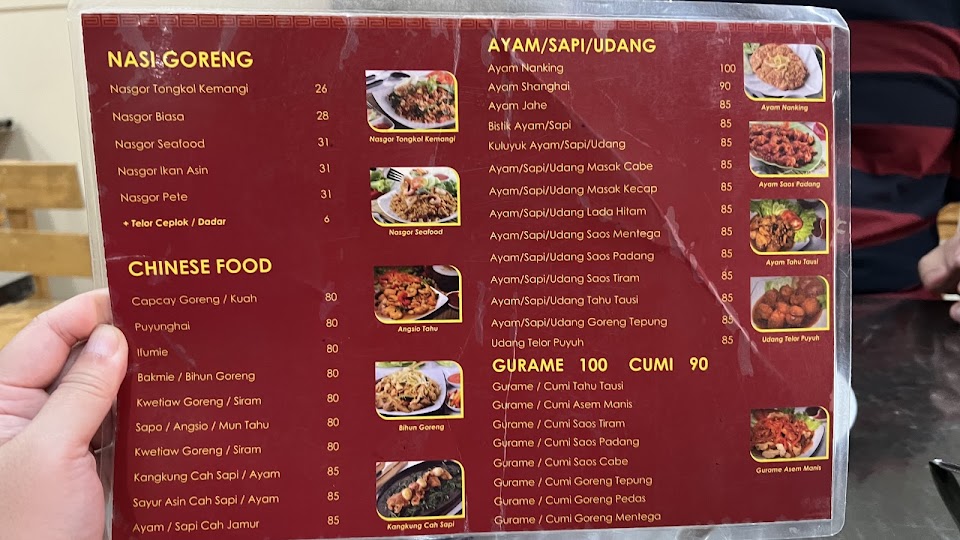 NASI GORENG
Nasgor Tongkol Kemangi 26
Nasgor Biasa 28
Nasgor Seafood 31
Nasgor Ikan Asin 31
Nasgor Pete 31
+ Telor Ceplok / Dadar 6
Nasgor Tongkol Kemangi
Nasgor Seafood
CHINESE FOOD
Capcay Goreng / Kuah 80
Puyunghai 80
Ifumie 80
Bakmie / Bihun Goreng 80
Kwetiaw Goreng / Siram 80
Sapo / Angsio / Mun Tahu 80
Kwetiaw Goreng / Siram 80
Kangkung Cah Sapi / Ayam 85
Sayur Asin Cah Sapi / Ayam 85
Ayam / Sapi Cah Jamur 85
Angsio Tahu
Bihun Goreng
Kangkung Cah Sapi
AYAM/SAPI/UDANG
Ayam Nanking 100
Ayam Shanghai 90
Ayam Jahe 85
Bistik Ayam/Sapi 85
Kuluyuk Ayam/Sapi/Udang 85
Ayam/Sapi/Udang Masak Cabe 85
Ayam/Sapi/Udang Masak Kecap 85
Ayam/Sapi/Udang Lada Hitam 85
Ayam/Sapi/Udang Saos Mentega 85
Ayam/Sapi/Udang Saos Padang 85
Ayam/Sapi/Udang Saos Tiram 85
Ayam/Sapi/Udang Tahu Tausi 85
Ayam/Sapi/Udang Goreng Tepung 85
Udang Telor Puyuh 85
Ayam Nanking
Ayam Saos Padang
Ayam Tahu Tausi
Udang Telor Puyuh
GURAME 100 CUMI 90
Gurame / Cumi Tahu Tausi
Gurame / Cumi Asem Manis
Gurame / Cumi Saos Tiram
Gurame / Cumi Saos Padang
Gurame / Cumi Saos Cabe
Gurame / Cumi Goreng Tepung
Gurame / Cumi Goreng Pedas
Gurame / Cumi Goreng Mentega
Gurame Asem Manis